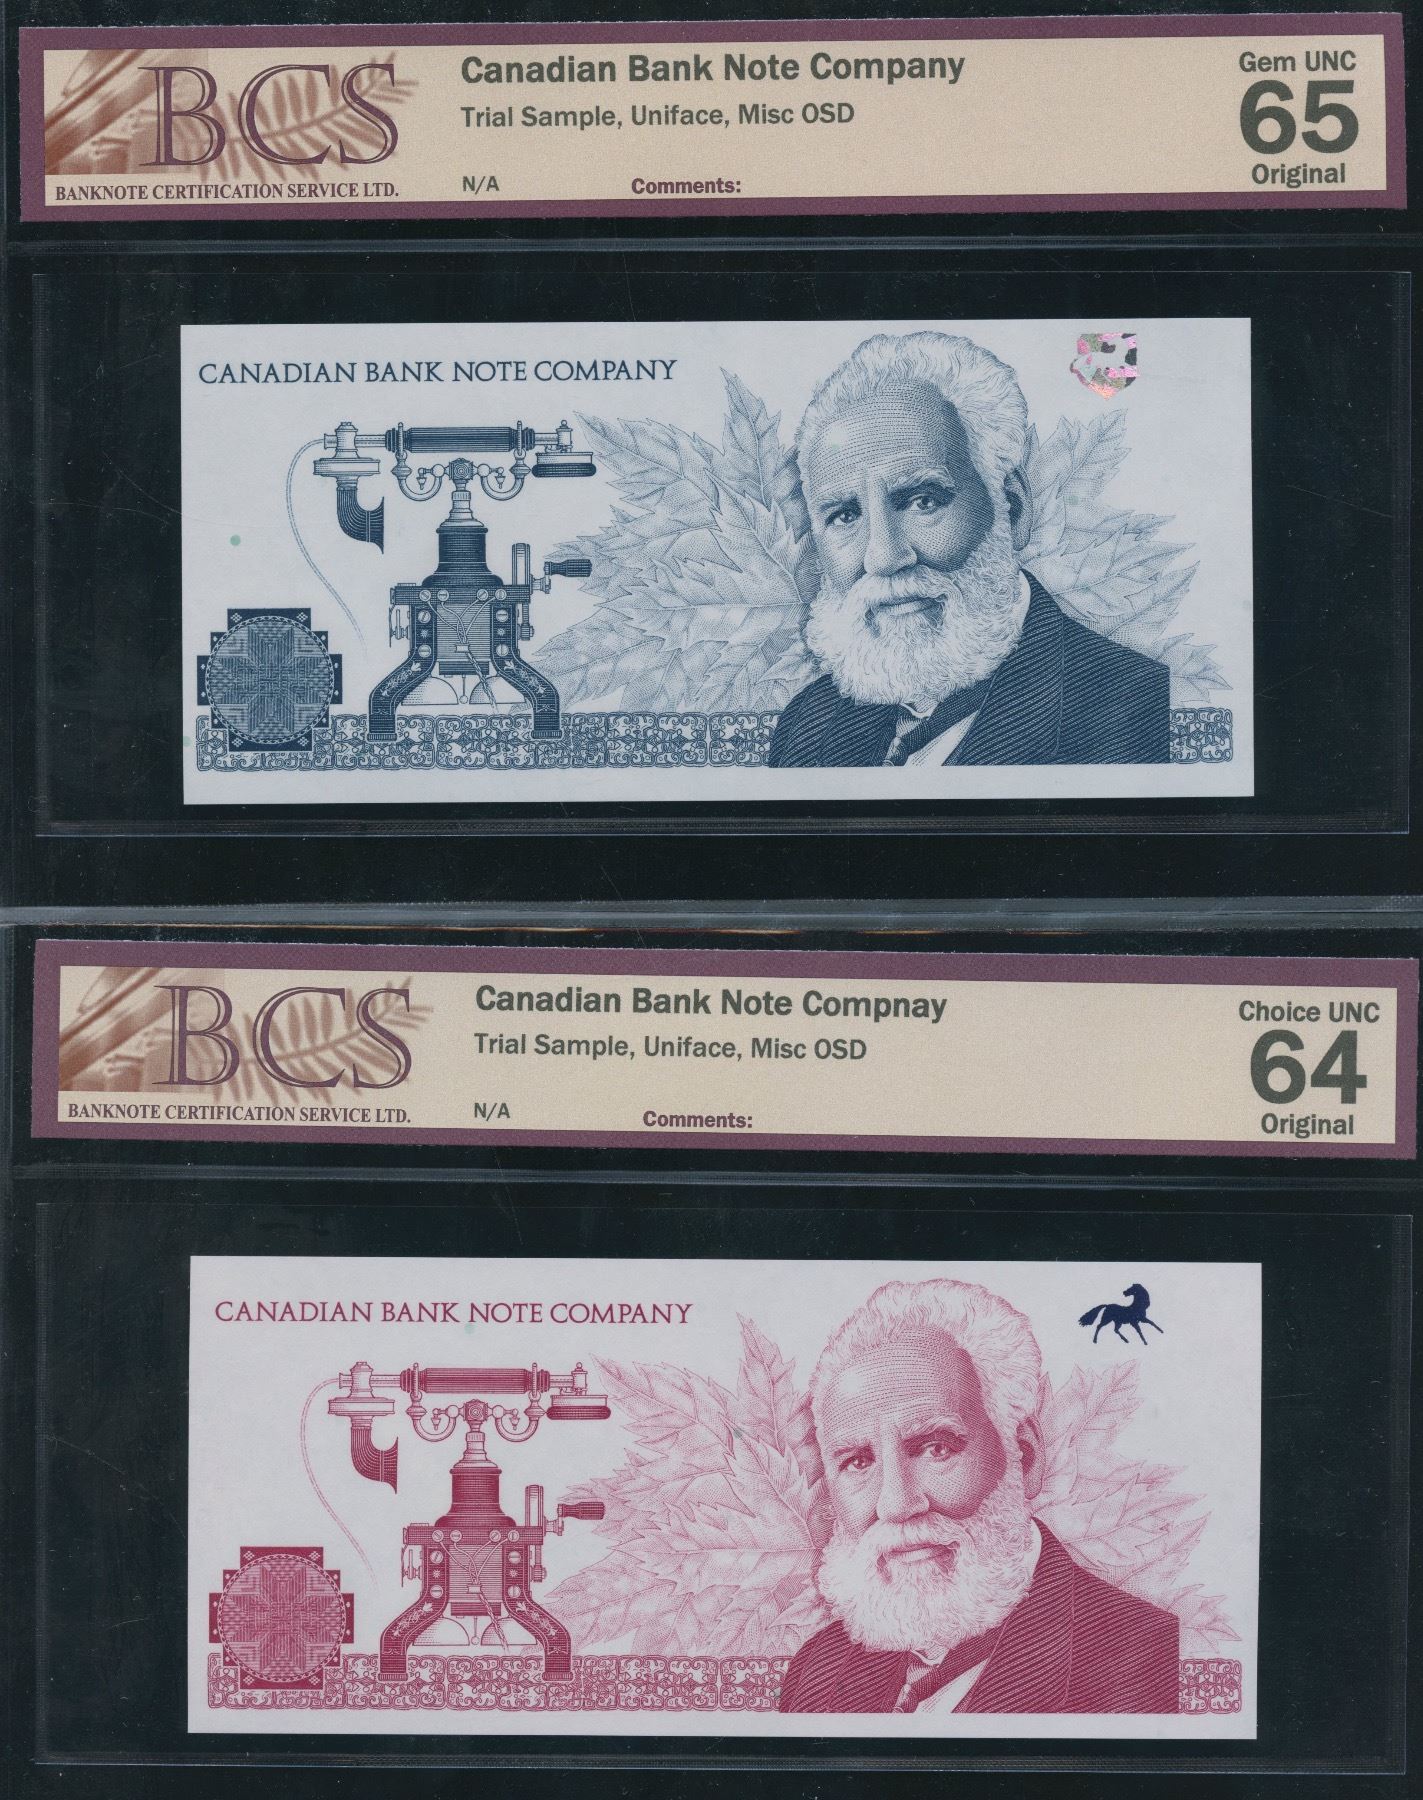 BCS
BANKNOTE CERTIFICATION SERVICE LTD.
Canadian Bank Note Company
Trial Sample, Uniface, Misc OSD
N/A
Comments:
Gem UNC
65
Original
CANADIAN BANK NOTE COMPANY
BCS
BANKNOTE CERTIFICATION SERVICE LTD.
Canadian Bank Note Compnay
Trial Sample, Uniface, Misc OSD
N/A
Comments:
Choice UNC
64
Original
CANADIAN BANK NOTE COMPANY